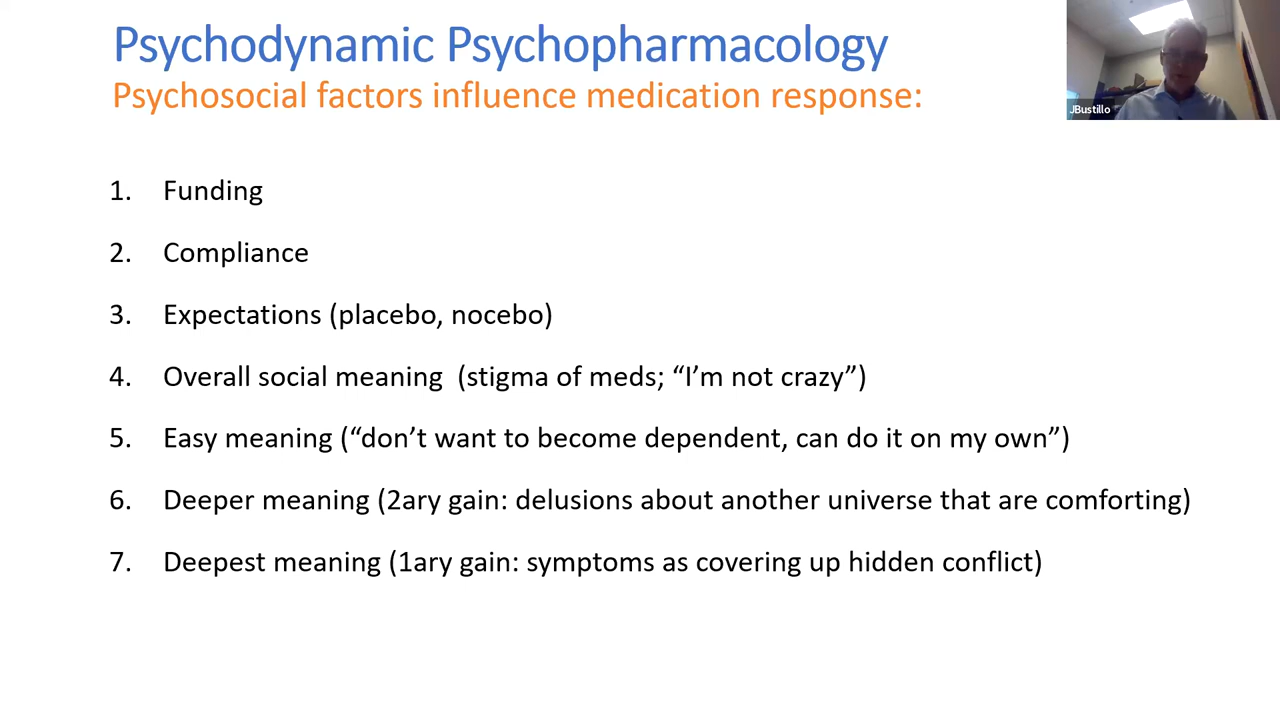 Psychodynamic Psychopharmacology
Psychosocial factors influence medication response:
JBustillo
1. Funding
2. Compliance
3. Expectations (placebo, nocebo)
4. Overall social meaning  (stigma of meds; “I’m not crazy”)
5. Easy meaning (“don’t want to become dependent, can do it on my own”)
6. Deeper meaning (2ary gain: delusions about another universe that are comforting)
7. Deepest meaning (1ary gain: symptoms as covering up hidden conflict)